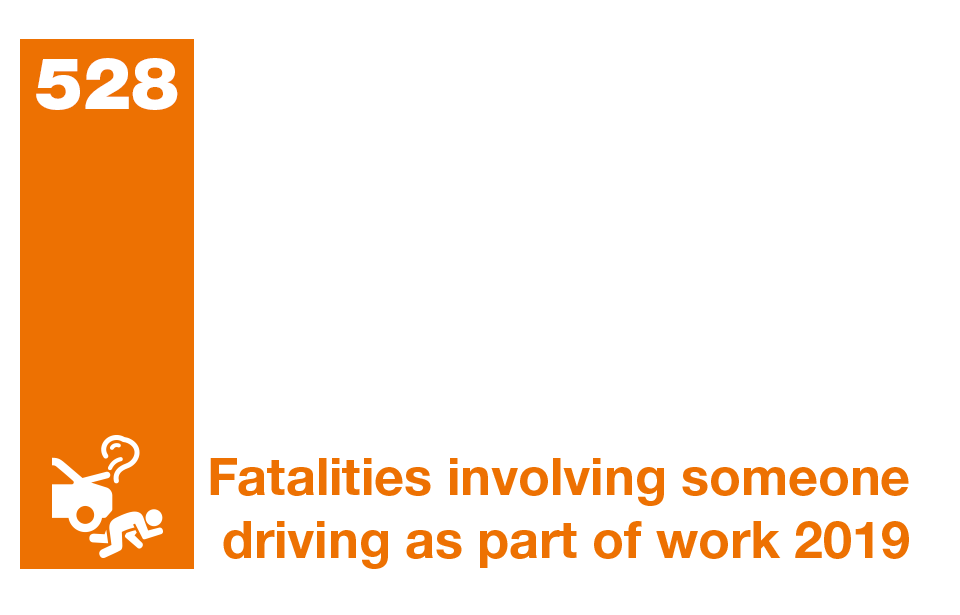 528
Fatalities involving someone
driving as part of work 2019